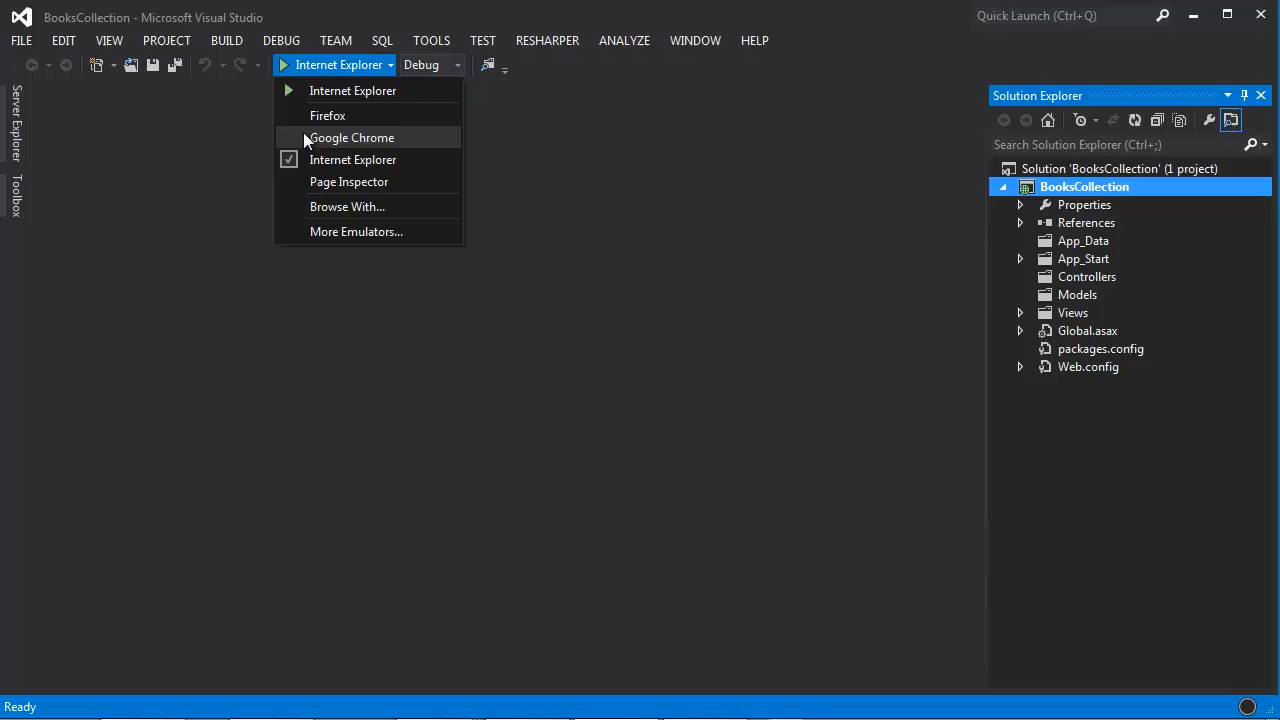 BooksCollection - Microsoft Visual Studio
Quick Launch (Ctrl+Q)
FILE EDIT VIEW PROJECT BUILD DEBUG TEAM SQL TOOLS TEST RESHARPER ANALYZE WINDOW HELP
Internet Explorer Debug
Server Explorer
Toolbox
Internet Explorer
Firefox
Google Chrome
Internet Explorer
Page Inspector
Browse With...
More Emulators...
Solution Explorer
Search Solution Explorer (Ctrl+;)
Solution 'BooksCollection' (1 project)
BooksCollection
Properties
References
App_Data
App_Start
Controllers
Models
Views
Global.asax
packages.config
Web.config
Ready